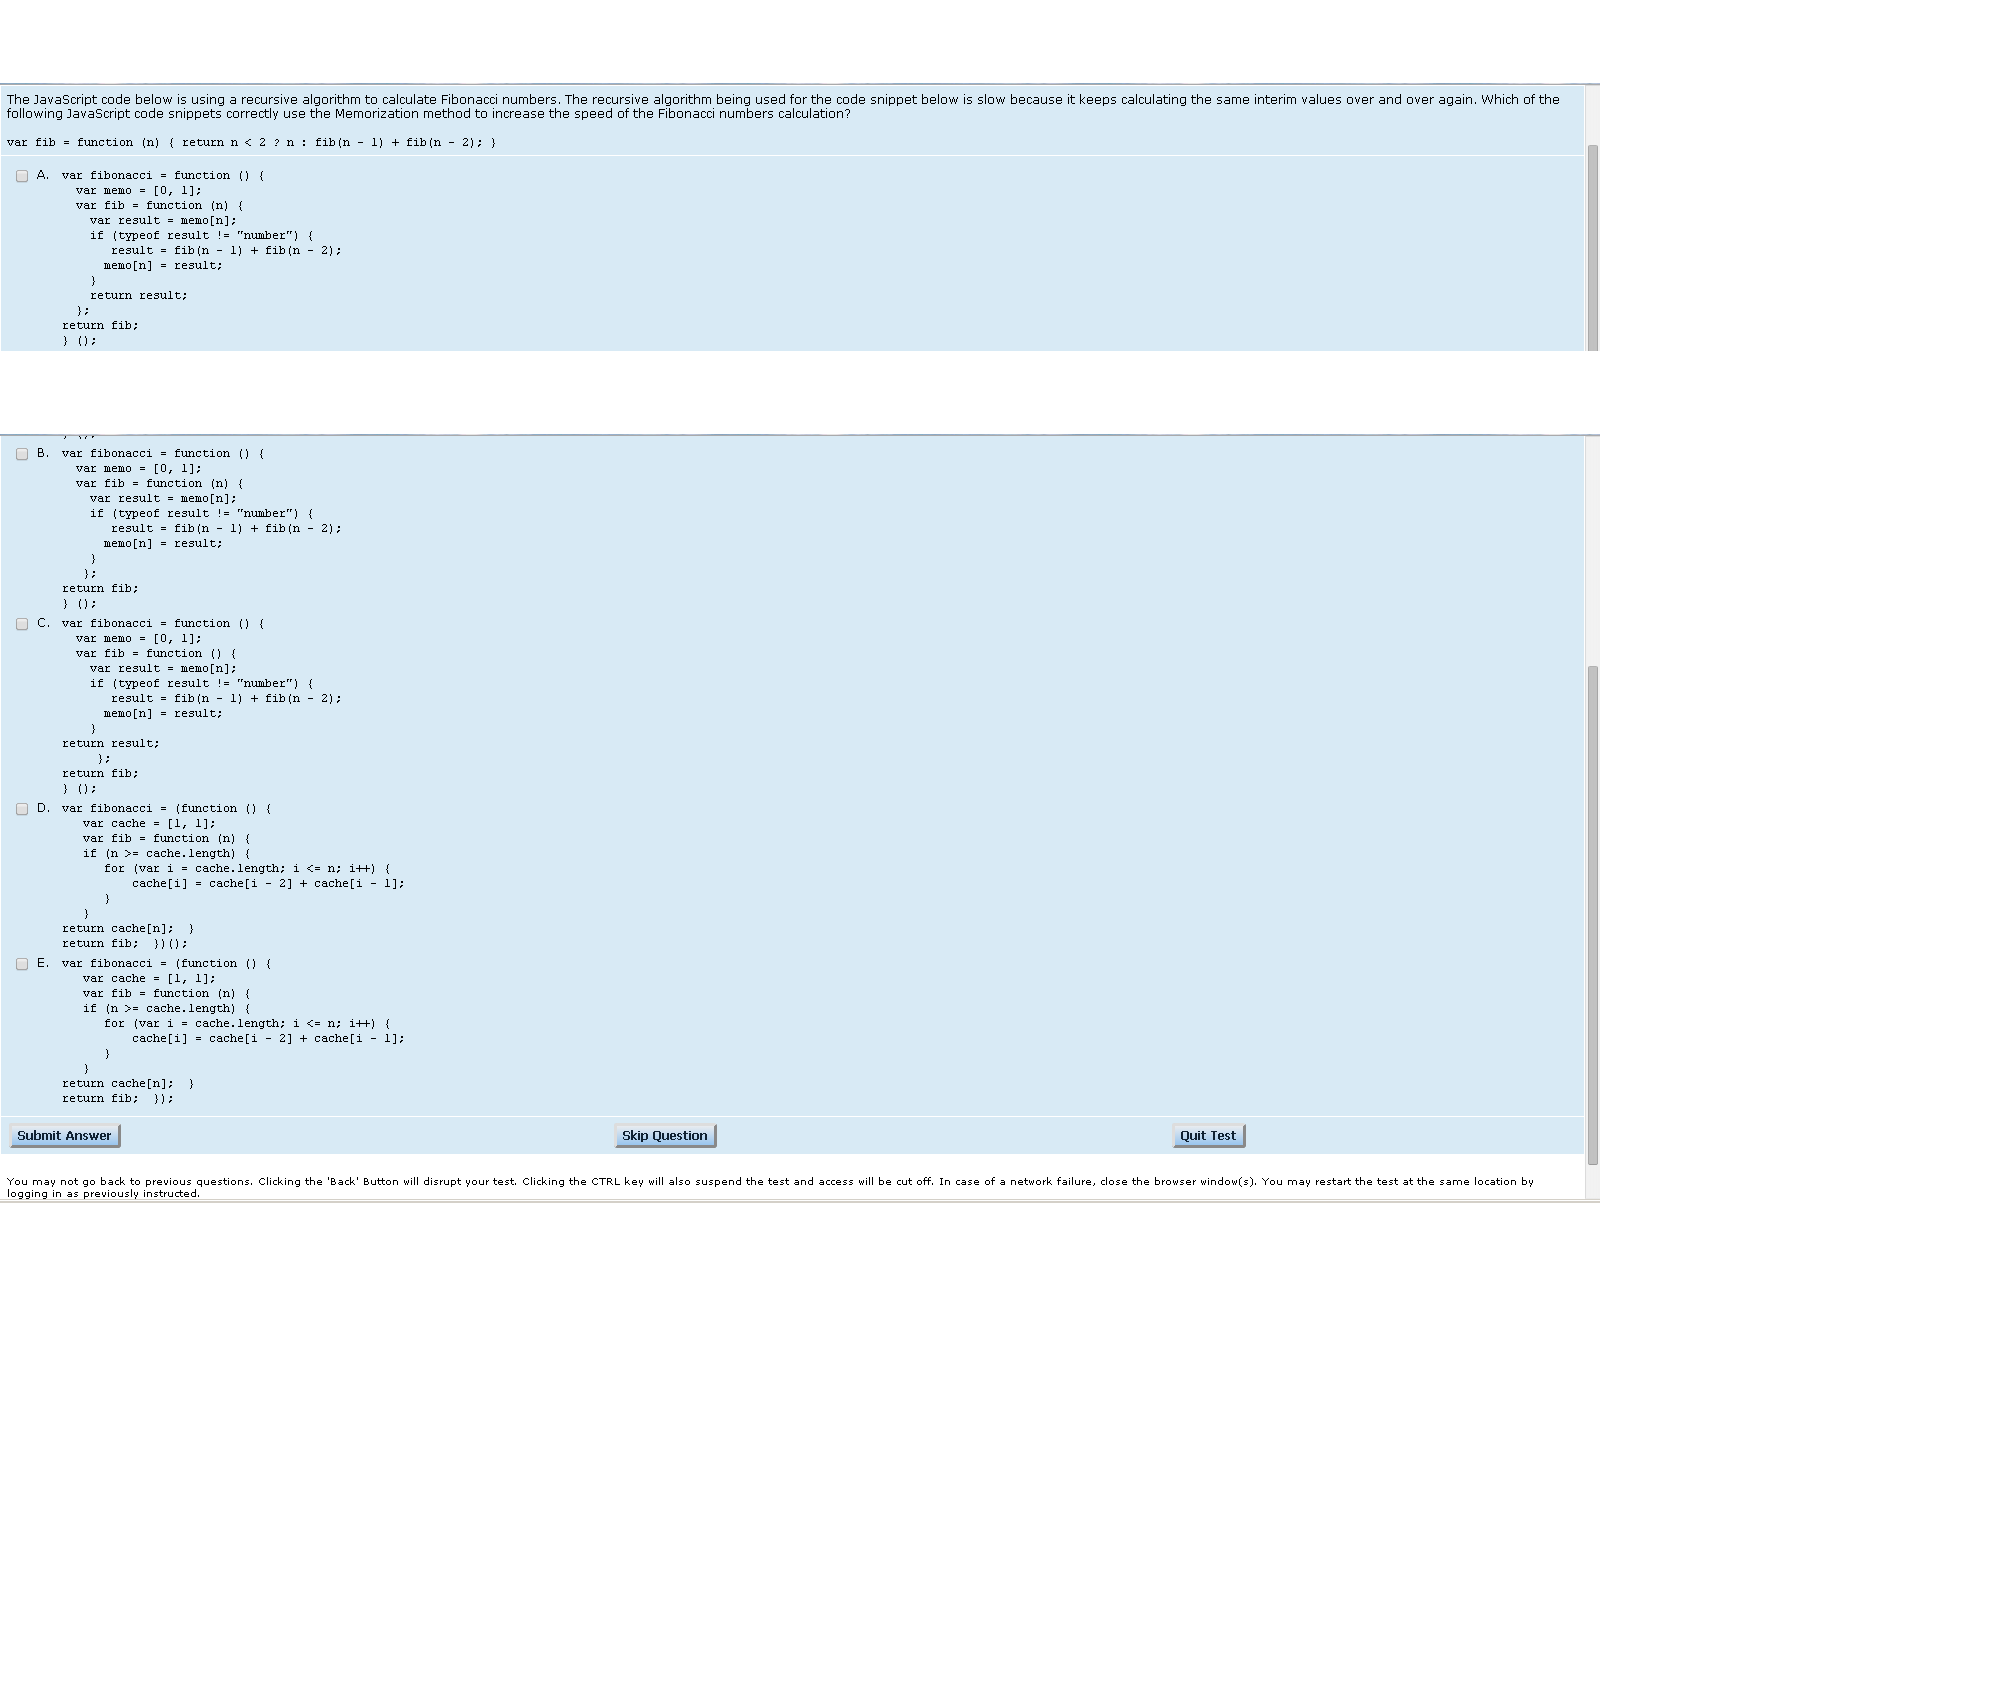 The JavaScript code below is using a recursive algorithm to calculate Fibonacci numbers. The recursive algorithm being used for the code snippet below is slow because it keeps calculating the same interim values over and over again. Which of the
following JavaScript code snippets correctly use the Memorization method to increase the speed of the Fibonacci numbers calculation?
var fib = function (n) { return n < 2 ? n : fib(n - 1) + fib(n - 2); }
A. var fibonacci = function () {
var memo = [0, 1];
var fib = function (n) {
var result = memo[n];
if (typeof result != "number") {
result = fib(n - 1) + fib(n - 2);
memo[n] = result;
}
return result;
};
return fib;
} ();
B. var fibonacci = function () {
var memo = [0, 1];
var fib = function (n) {
var result = memo[n];
if (typeof result != "number") {
result = fib(n - 1) + fib(n - 2);
memo[n] = result;
}
};
return fib;
} ();
C. var fibonacci = function () {
var memo = [0, 1];
var fib = function () {
var result = memo[n];
if (typeof result != "number") {
result = fib(n - 1) + fib(n - 2);
memo[n] = result;
}
return result;
};
return fib;
} ();
D. var fibonacci = (function () {
var cache = [1, 1];
var fib = function (n) {
if (n >= cache.length) {
for (var i = cache.length; i <= n; i++) {
cache[i] = cache[i - 2] + cache[i - 1];
}
}
return cache[n]; }
return fib; })();
E. var fibonacci = (function () {
var cache = [1, 1];
var fib = function (n) {
if (n >= cache.length) {
for (var i = cache.length; i <= n; i++) {
cache[i] = cache[i - 2] + cache[i - 1];
}
}
return cache[n]; }
return fib; });
Submit Answer Skip Question Quit Test
You may not go back to previous questions. Clicking the 'Back' Button will disrupt your test. Clicking the CTRL key will also suspend the test and access will be cut off. In case of a network failure, close the browser window(s). You may restart the test at the same location by
logging in as previously instructed.